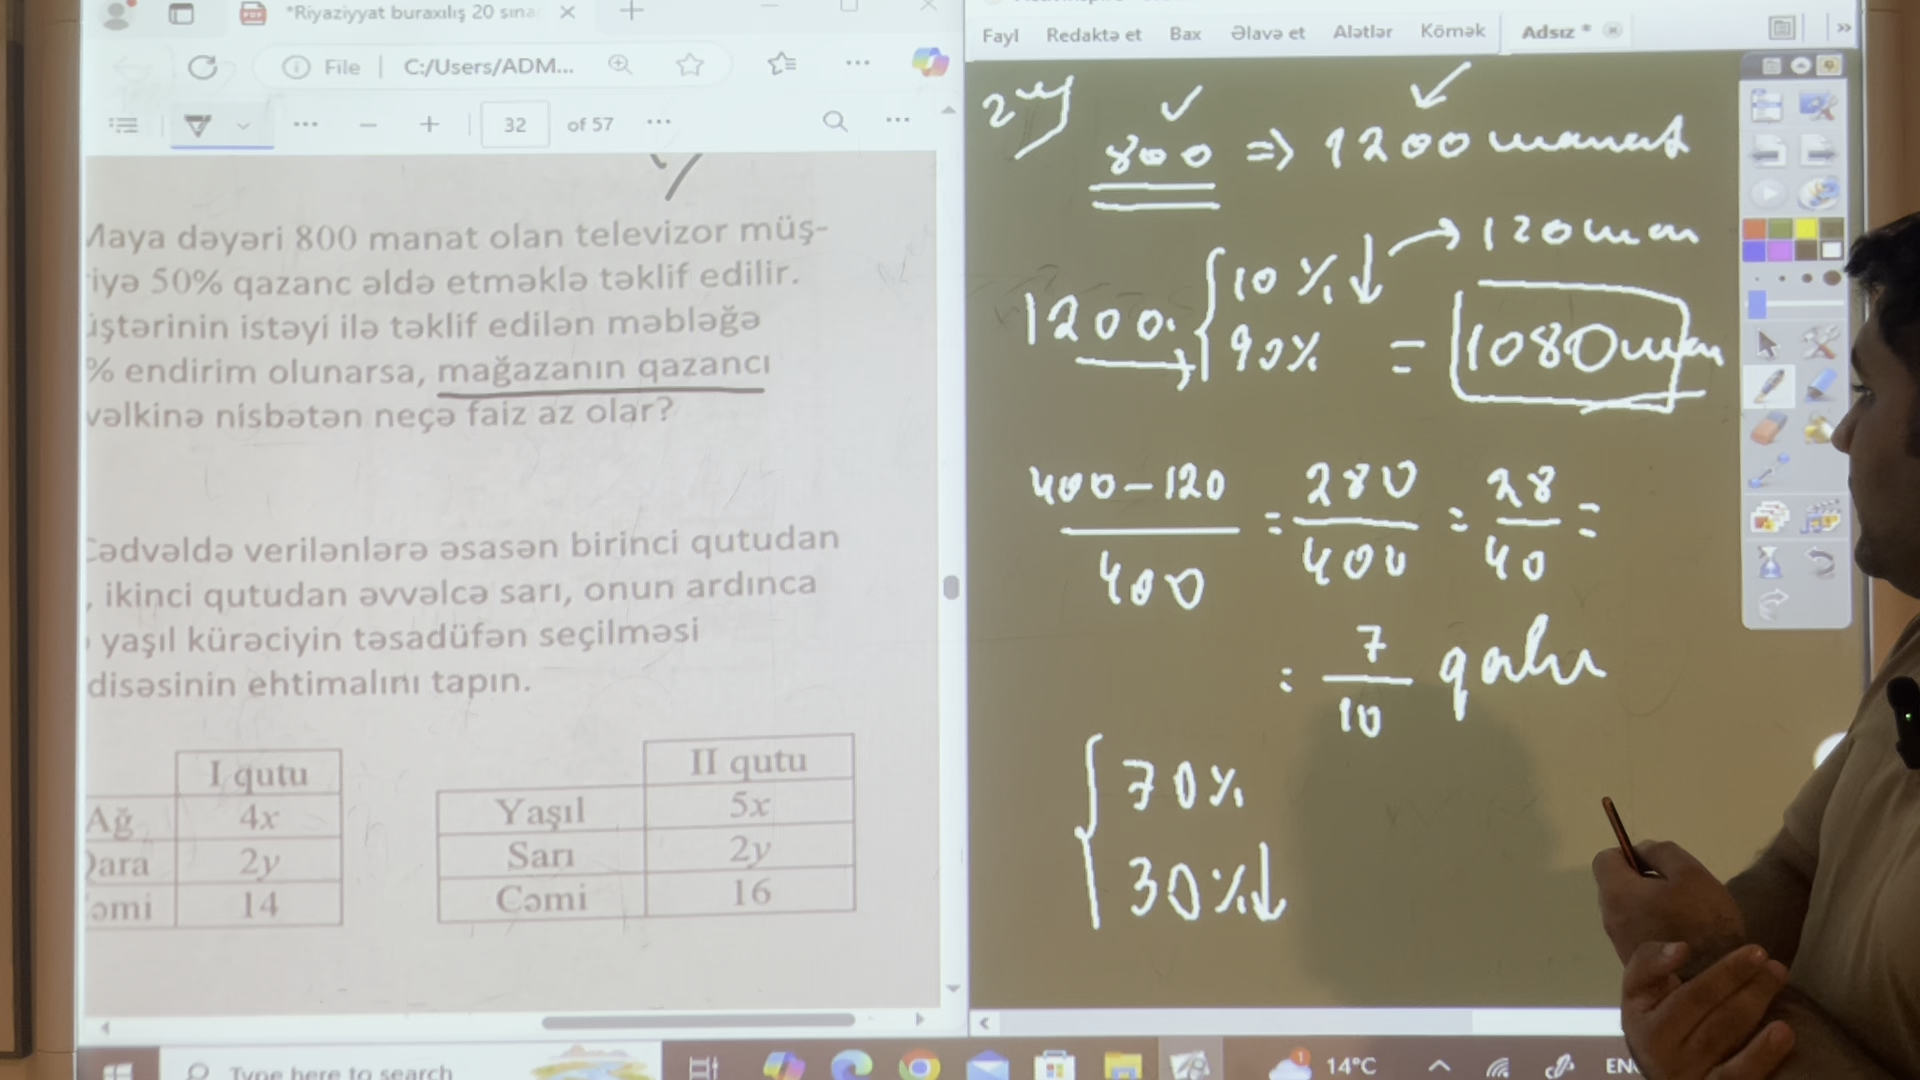 *Riyaziyyat buraxılış 20 sına
File | C:/Users/ADM...
32 of 57
Maya dəyəri 800 manat olan televizor müş-
riyə 50% qazanc əldə etməklə təklif edilir.
üştərinin istəyi ilə təklif edilən məbləğə
% endirim olunarsa, mağazanın qazancı
vəlkinə nisbətən neçə faiz az olar?
Cədvəldə verilənlərə əsasən birinci qutudan
, ikinci qutudan əvvəlcə sarı, onun ardınca
yaşıl kürəciyin təsadüfən seçilməsi
disəsinin ehtimalını tapın.
I qutu
Ağ 4x
Qara 2y
əmi 14
II qutu
Yaşıl 5x
Sarı 2y
Cəmi 16
Type here to search
Fayl Redaktə et Bax Əlavə et Alətlər Kömək Adsız *
800 => 1200 manat
1200. { 10% ↓ → 120 man
90% = 1080 man
400-120/400 = 280/400 = 28/40 =
= 7/10 qalır
{ 70%
30% ↓
14°C